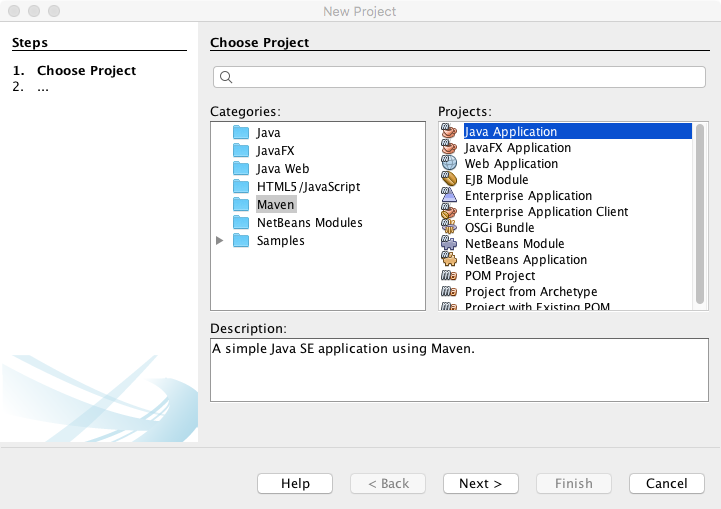 New Project
Steps
1. Choose Project
2. ...
Choose Project
Categories:
Java
JavaFX
Java Web
HTML5/JavaScript
Maven
NetBeans Modules
Samples
Projects:
Java Application
JavaFX Application
Web Application
EJB Module
Enterprise Application
Enterprise Application Client
OSGi Bundle
NetBeans Module
NetBeans Application
POM Project
Project from Archetype
Project with Existing POM
Description:
A simple Java SE application using Maven.
Help
< Back
Next >
Finish
Cancel